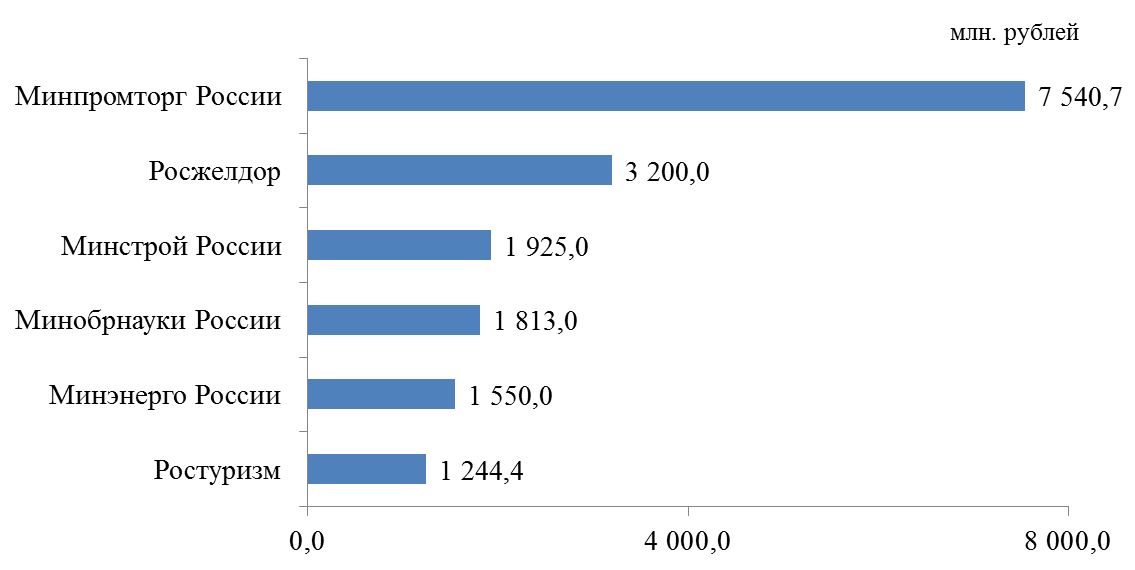 млн. рублей
Минпромторг России 7 540,7
Росжелдор 3 200,0
Минстрой России 1 925,0
Минобрнауки России 1 813,0
Минэнерго России 1 550,0
Ростуризм 1 244,4
0,0 4 000,0 8 000,0